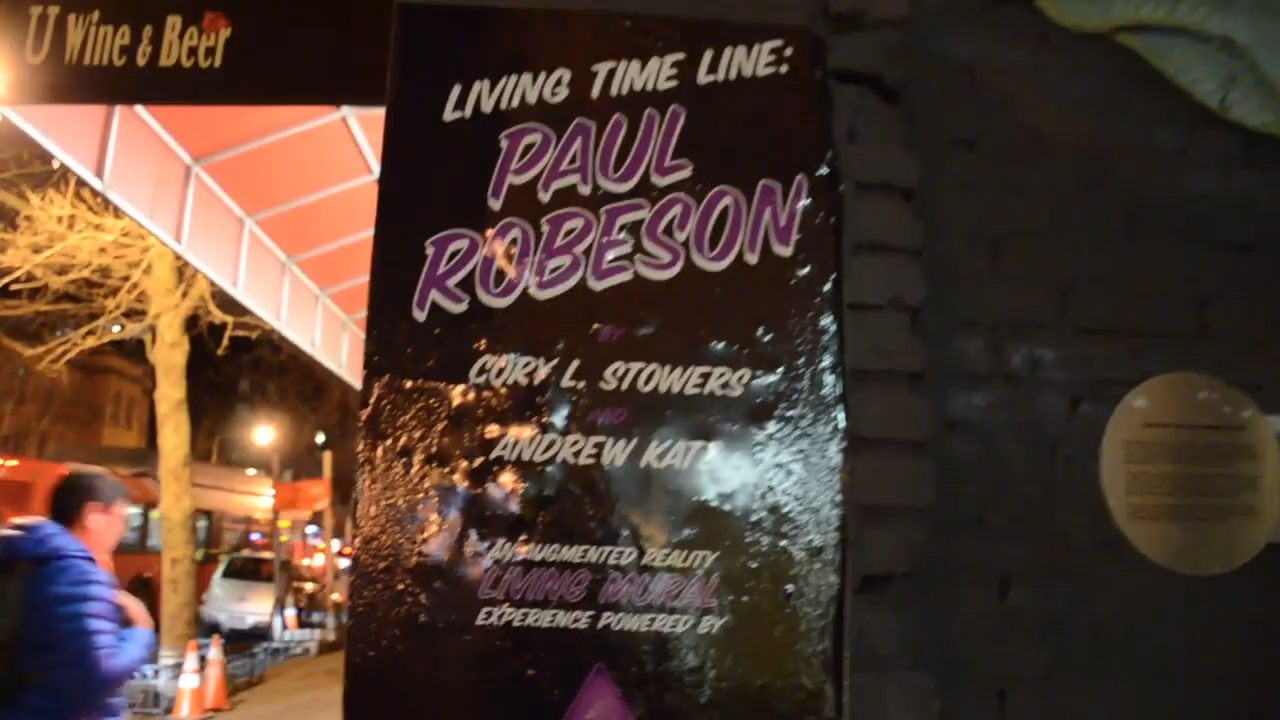 U Wine & Beer
LIVING TIME LINE:
PAUL
ROBESON
BY
CORY L. STOWERS
AND
ANDREW KATZ
AN AUGMENTED REALITY
LIVING MURAL
EXPERIENCE POWERED BY